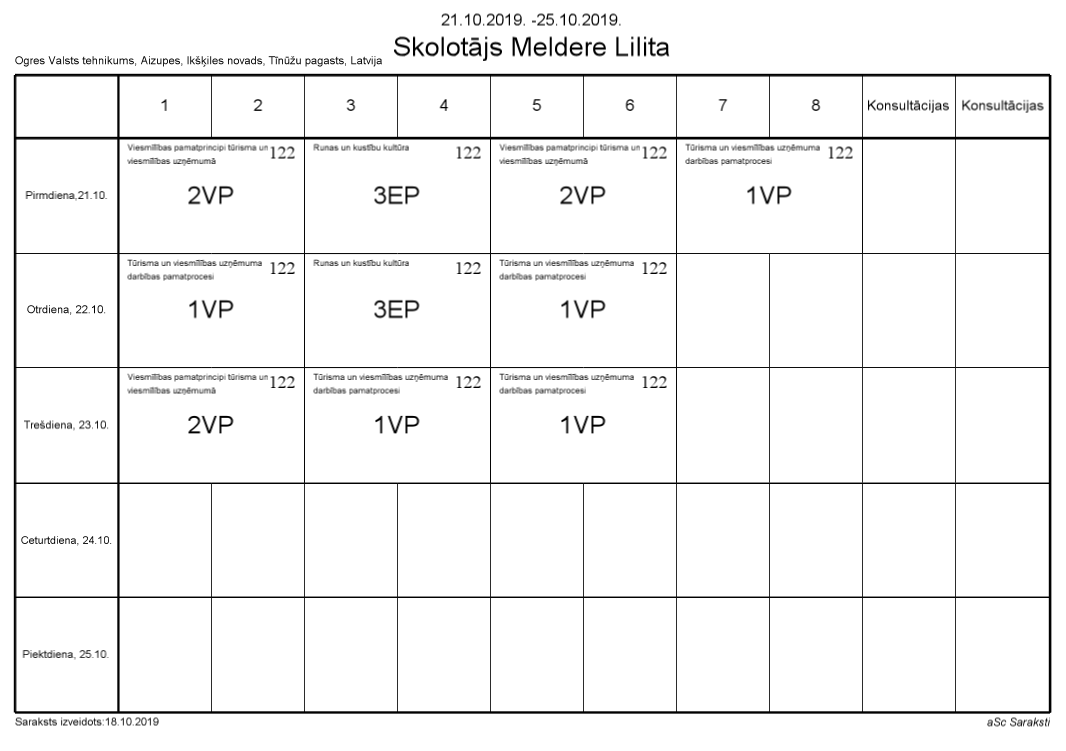 21.10.2019. -25.10.2019.
Skolotājs Meldere Lilita
Ogres Valsts tehnikums, Aizupes, Ikšķiles novads, Tīnūžu pagasts, Latvija
1 2 3 4 5 6 7 8 Konsultācijas Konsultācijas
Pirmdiena,21.10.
Viesmīlības pamatprincipi tūrisma un
viesmīlības uzņēmumā
122
2VP
Runas un kustību kultūra
122
3EP
Viesmīlības pamatprincipi tūrisma un
viesmīlības uzņēmumā
122
2VP
Tūrisma un viesmīlības uzņēmuma
darbības pamatprocesi
122
1VP
Otrdiena, 22.10.
Tūrisma un viesmīlības uzņēmuma
darbības pamatprocesi
122
1VP
Runas un kustību kultūra
122
3EP
Tūrisma un viesmīlības uzņēmuma
darbības pamatprocesi
122
1VP
Trešdiena, 23.10.
Viesmīlības pamatprincipi tūrisma un
viesmīlības uzņēmumā
122
2VP
Tūrisma un viesmīlības uzņēmuma
darbības pamatprocesi
122
1VP
Tūrisma un viesmīlības uzņēmuma
darbības pamatprocesi
122
1VP
Ceturtdiena, 24.10.
Piektdiena, 25.10.
Saraksts izveidots:18.10.2019
aSc Saraksti